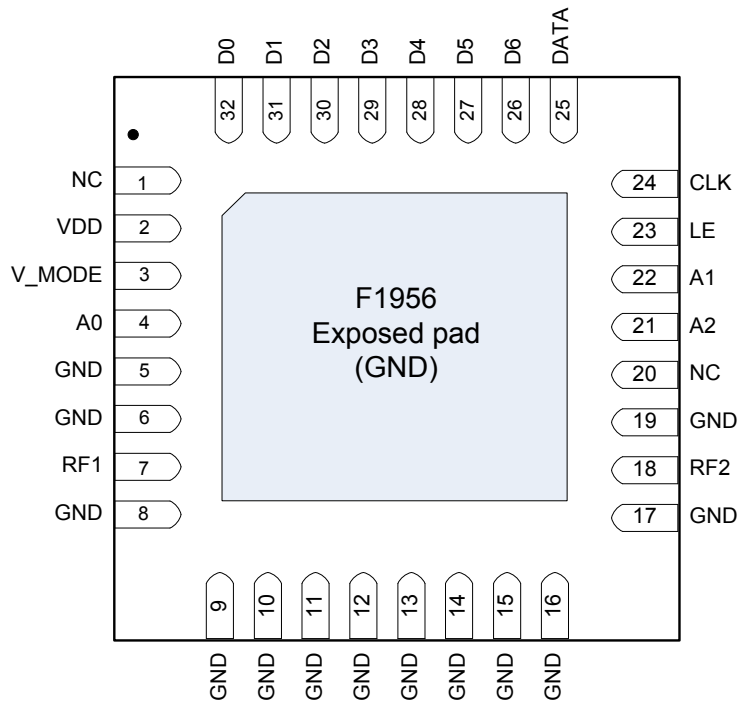 D0 D1 D2 D3 D4 D5 D6 DATA
32 31 30 29 28 27 26 25
NC 1
VDD 2
V_MODE 3
A0 4
GND 5
GND 6
RF1 7
GND 8
F1956
Exposed pad
(GND)
24 CLK
23 LE
22 A1
21 A2
20 NC
19 GND
18 RF2
17 GND
9 10 11 12 13 14 15 16
GND GND GND GND GND GND GND GND